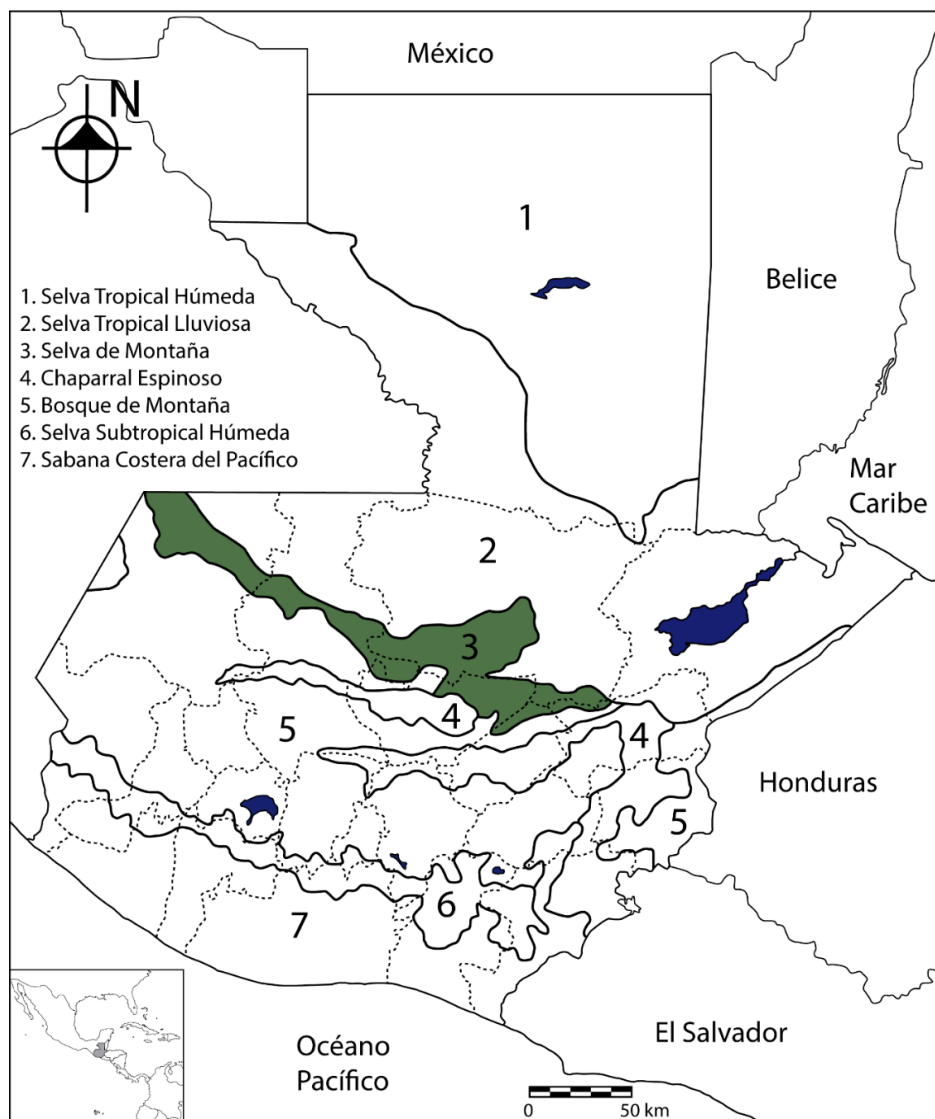 México
N
1
Belice
1. Selva Tropical Húmeda
2. Selva Tropical Lluviosa
3. Selva de Montaña
4. Chaparral Espinoso
5. Bosque de Montaña
6. Selva Subtropical Húmeda
7. Sabana Costera del Pacífico
Mar
Caribe
2
3
4
5
4
Honduras
5
6
7
El Salvador
Océano
Pacífico
0 50 km